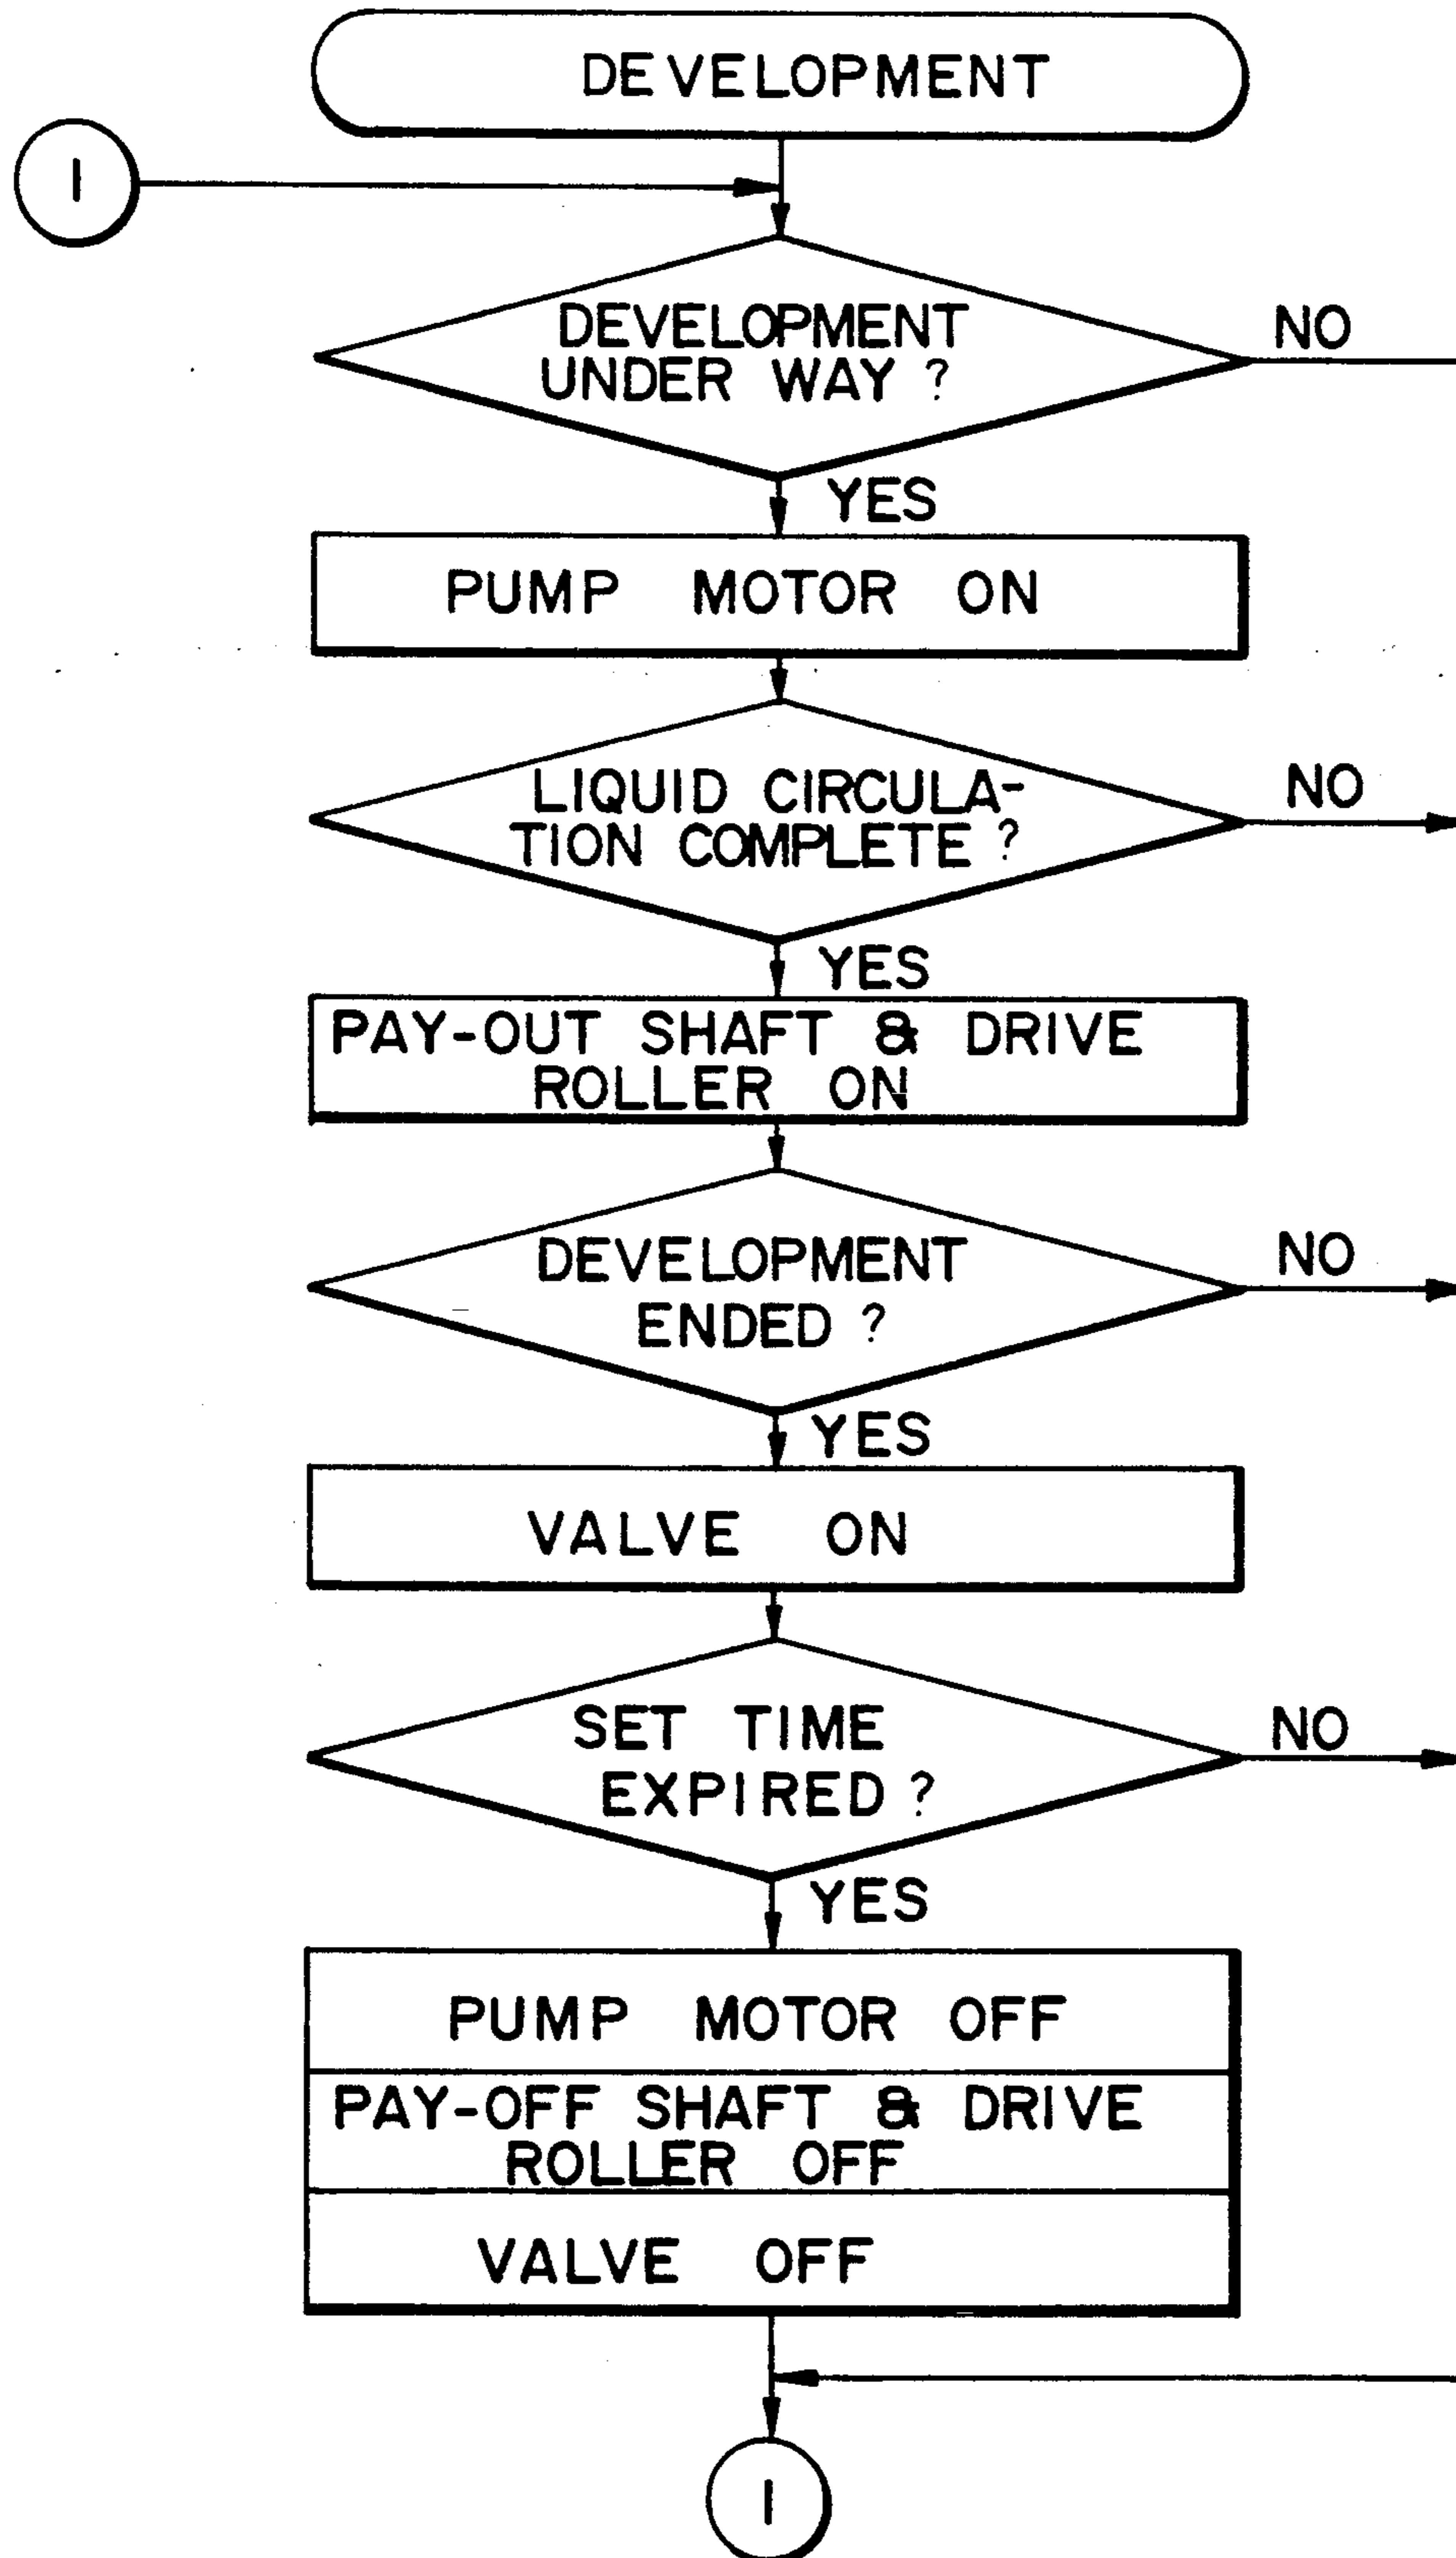 DEVELOPMENT
1
DEVELOPMENT
UNDER WAY ?
NO
YES
PUMP MOTOR ON
LIQUID CIRCULA-
TION COMPLETE ?
NO
YES
PAY-OUT SHAFT & DRIVE
ROLLER ON
DEVELOPMENT
ENDED ?
NO
YES
VALVE ON
SET TIME
EXPIRED ?
NO
YES
PUMP MOTOR OFF
PAY-OFF SHAFT & DRIVE
ROLLER OFF
VALVE OFF
1